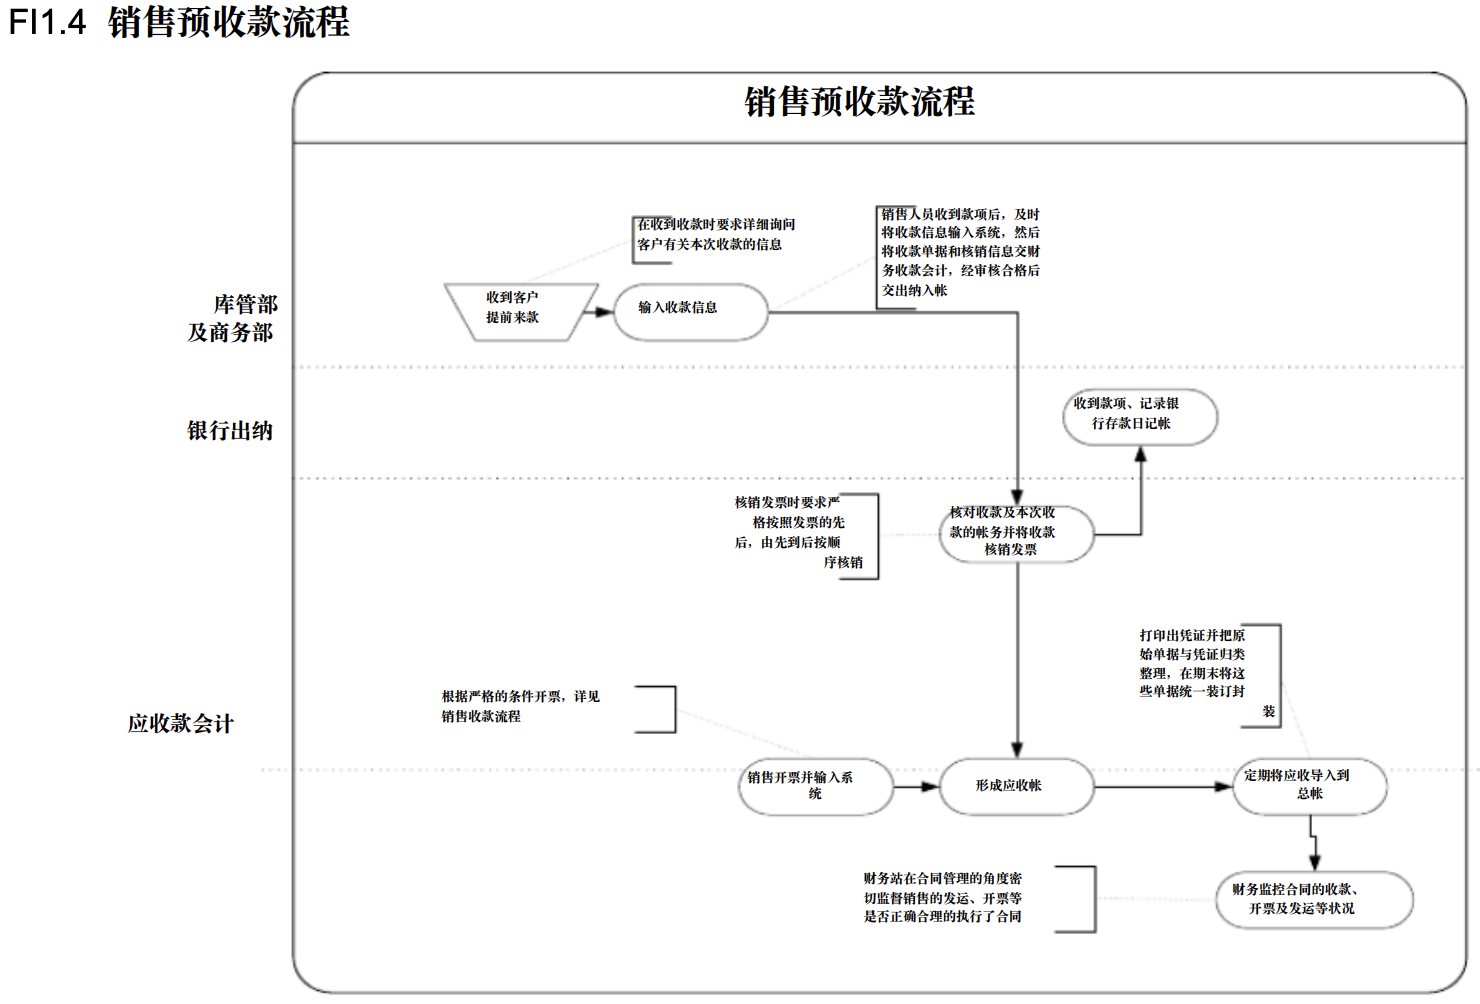 FI1.4 销售预收款流程
销售预收款流程
在收到收款时要求详细询问
客户有关本次收款的信息
销售人员收到款项后，及时
将收款信息输入系统，然后
将收款单据和核销信息交财
务收款会计，经审核合格后
交出纳入帐
库管部
及商务部
收到客户
提前来款
输入收款信息
银行出纳
收到款项、记录银
行存款日记帐
核销发票时要求严
格按照发票的先
后，由先到后按顺
序核销
核对收款及本次收
款的帐务并将收款
核销发票
打印出凭证并把原
始单据与凭证归类
整理，在期末将这
些单据统一装订封
装
根据严格的条件开票，详见
销售收款流程
应收款会计
销售开票并输入系
统
形成应收帐
定期将应收导入到
总帐
财务站在合同管理的角度密
切监督销售的发运、开票等
是否正确合理的执行了合同
财务监控合同的收款、
开票及发运等状况